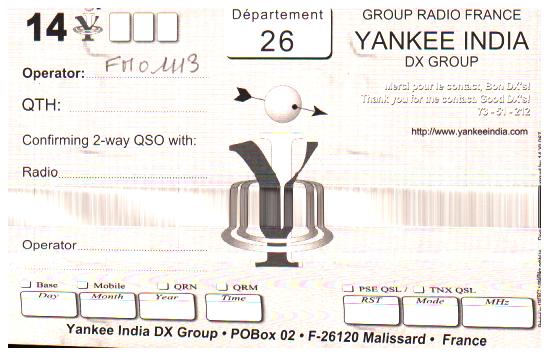 14
Département
26
GROUP RADIO FRANCE
YANKEE INDIA
DX GROUP
Operator:
QTH:
Merci pour le contact, Bon DX's!
Thank you for the contact. Good DX's!
73 - 51 - 212
http://www.yankeeindia.com
Confirming 2-way QSO with:
Radio
Operator
Base Mobile QRN QRM
PSE QSL / TNX QSL
Day Month Year Time
RST Mode MHz
Yankee India DX Group • POBox 02 • F-26120 Malissard • France